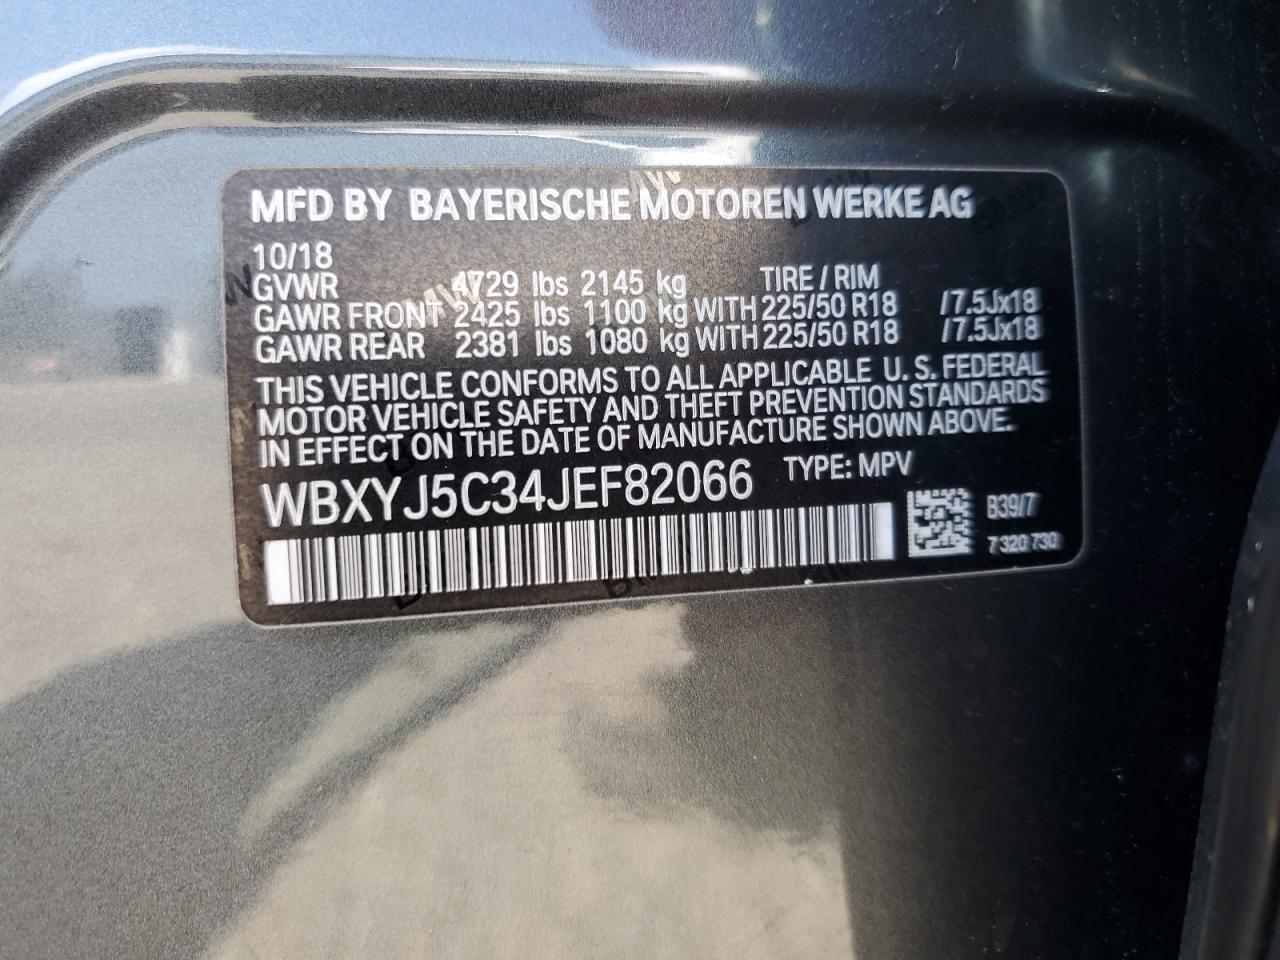 MFD BY BAYERISCHE MOTOREN WERKE AG
10/18
GVWR 4729 lbs 2145 kg TIRE / RIM
GAWR FRONT 2425 lbs 1100 kg WITH 225/50 R18 /7.5Jx18
GAWR REAR 2381 lbs 1080 kg WITH 225/50 R18 /7.5Jx18
THIS VEHICLE CONFORMS TO ALL APPLICABLE U.S. FEDERAL
MOTOR VEHICLE SAFETY AND THEFT PREVENTION STANDARDS
IN EFFECT ON THE DATE OF MANUFACTURE SHOWN ABOVE.
WBXYJ5C34JEF82066 TYPE: MPV
B39/7
7 320 730